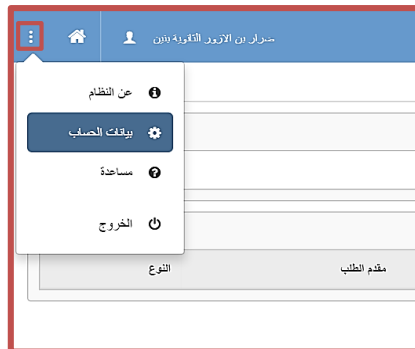 ضرار بن الازور الثانوية بنين
عن النظام
بيانات الحساب
مساعدة
الخروج
مقدم الطلب
النوع